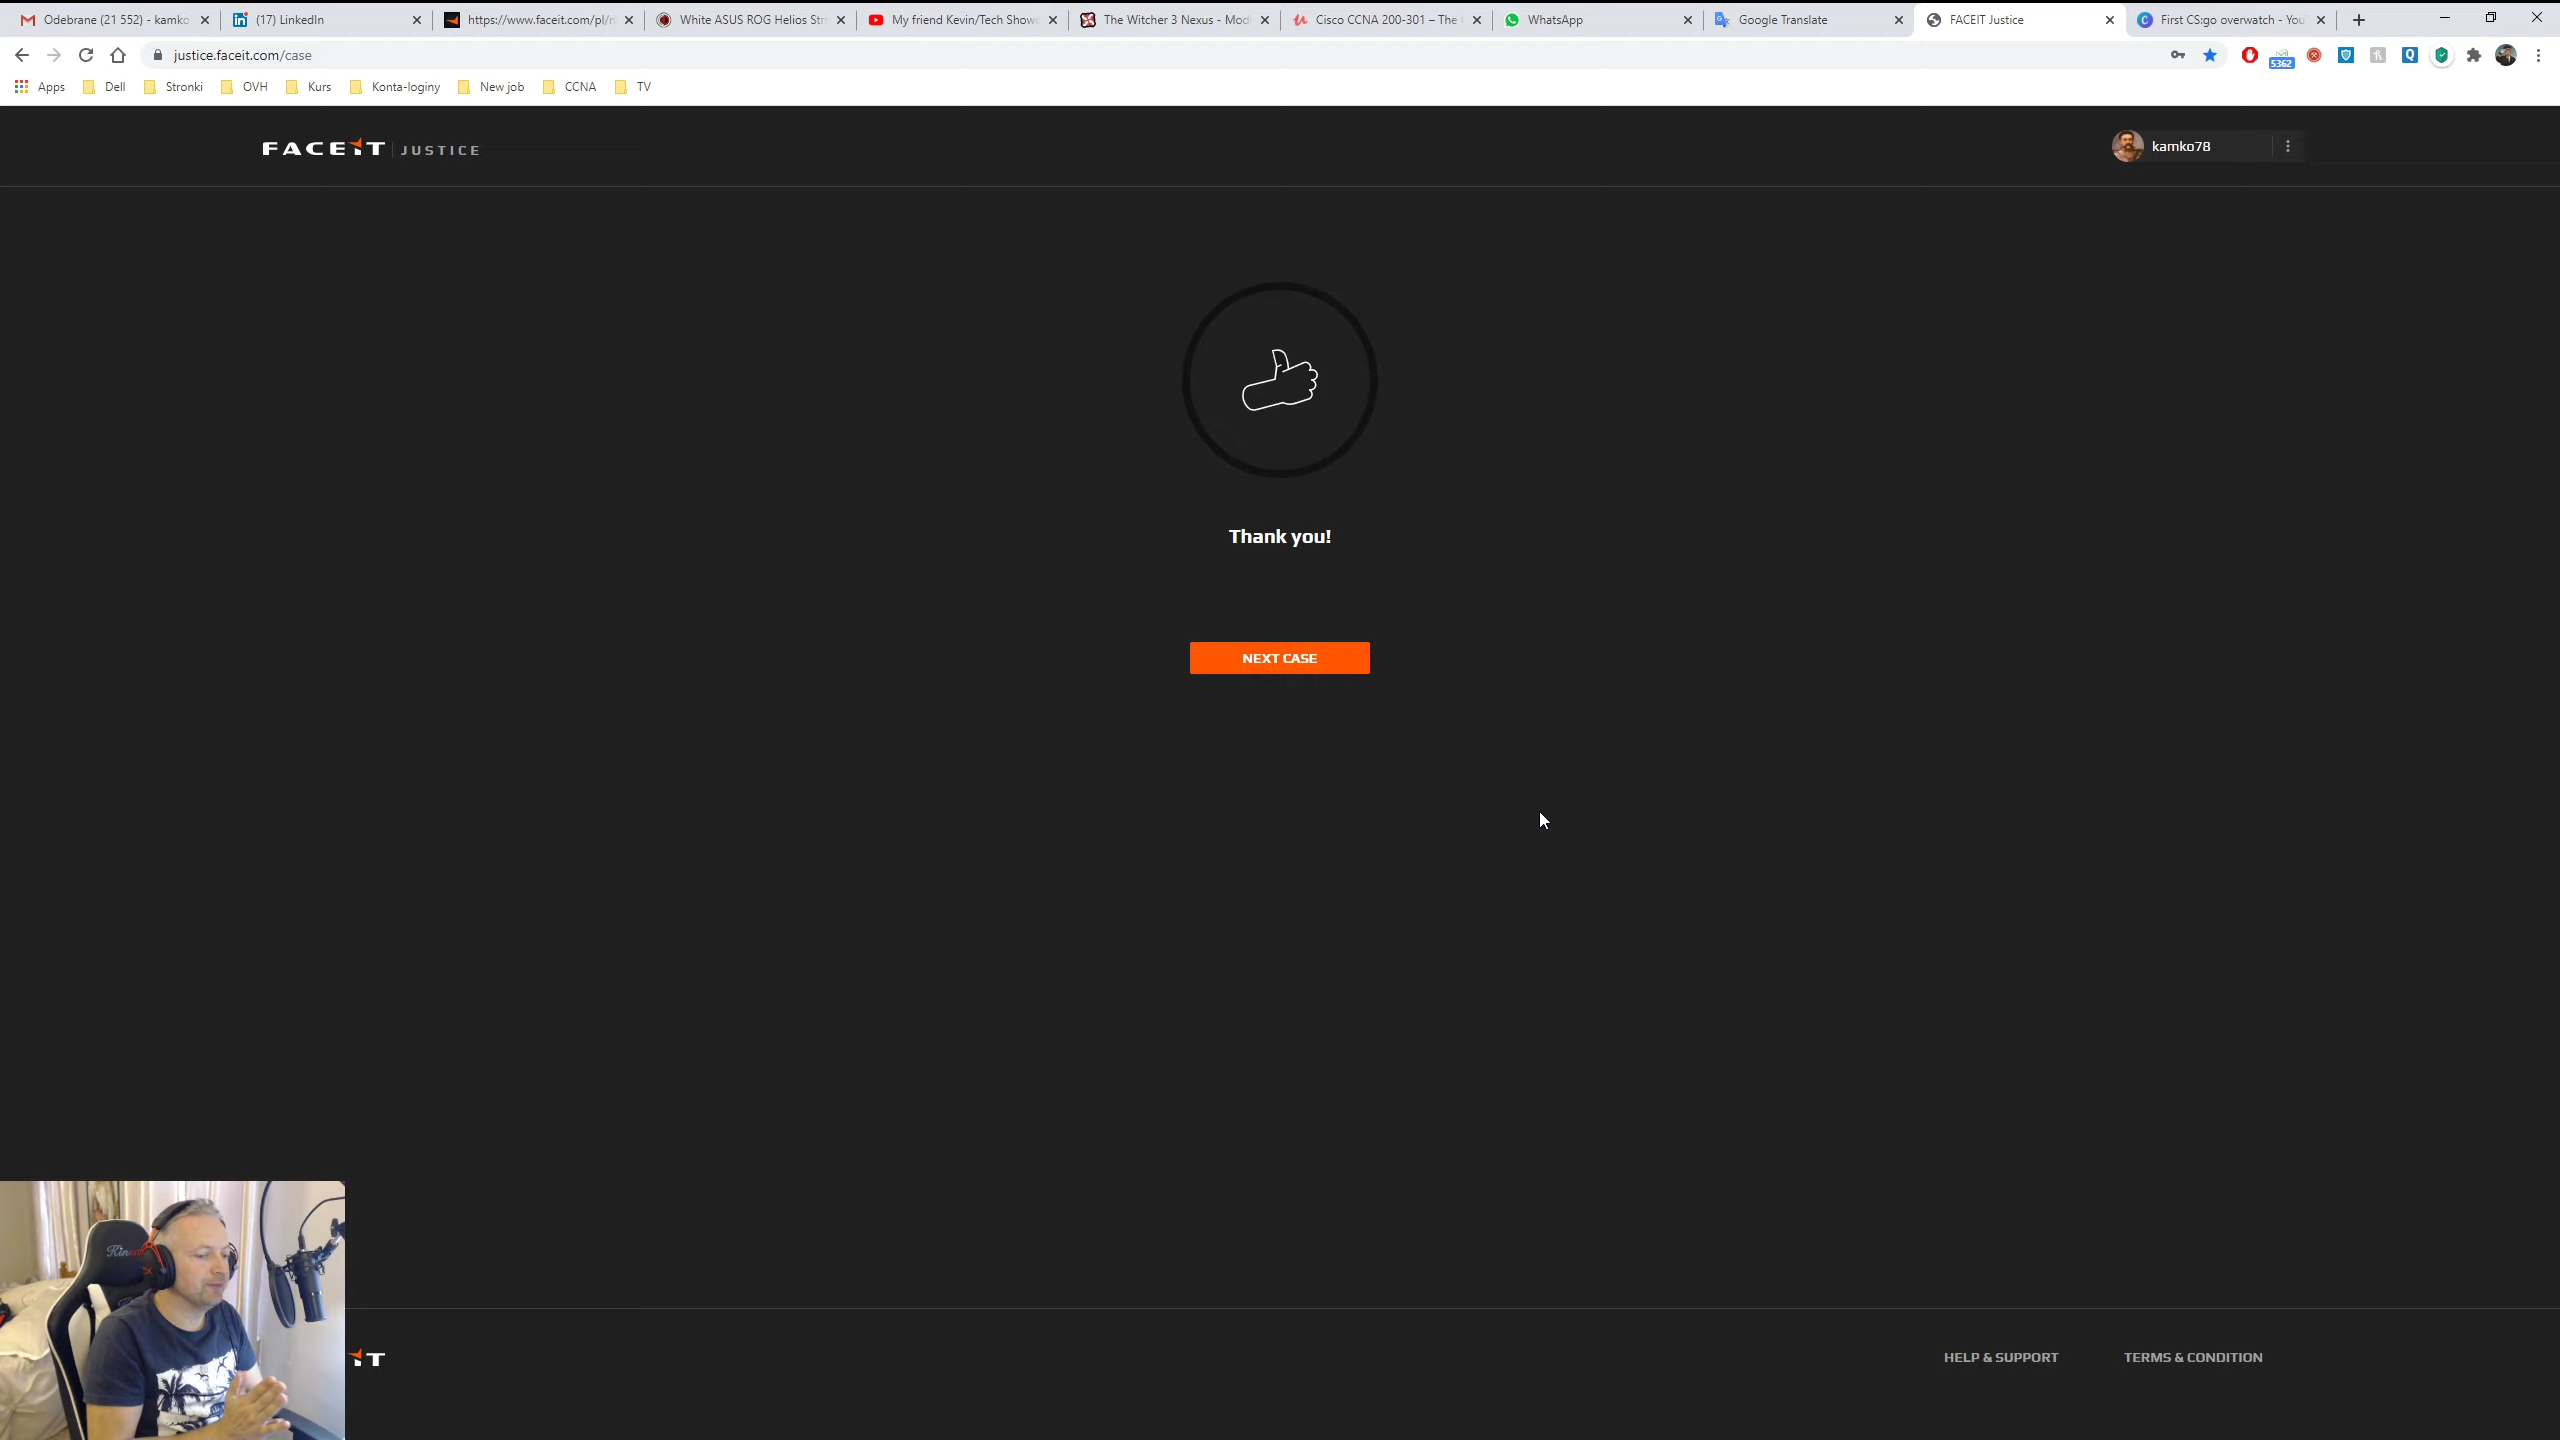 Odebrane (21 552) - kamko
(17) LinkedIn
https://www.faceit.com/pl/
White ASUS ROG Helios Str
My friend Kevin/Tech Show
The Witcher 3 Nexus - Mod
Cisco CCNA 200-301 – The
WhatsApp
Google Translate
FACEIT Justice
First CS:go overwatch - You
justice.faceit.com/case
5362
Apps
Dell
Stronki
OVH
Kurs
Konta-loginy
New job
CCNA
TV
FACEIT JUSTICE
kamko78
Thank you!
NEXT CASE
IT
HELP & SUPPORT
TERMS & CONDITION